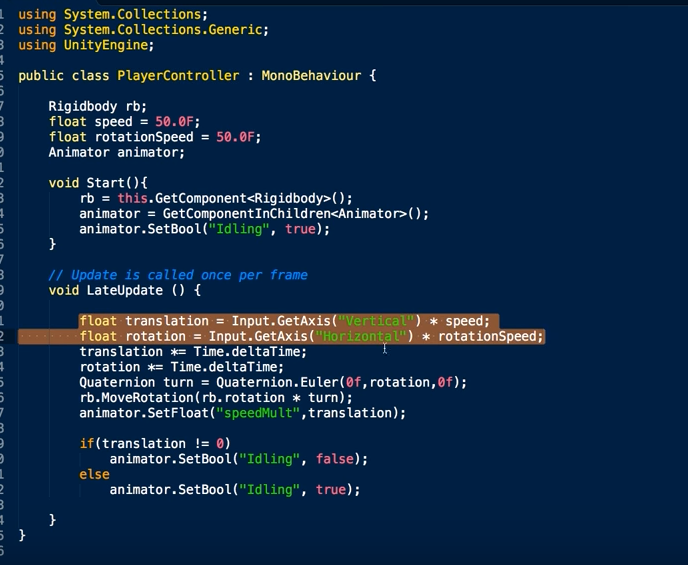 using System.Collections;
using System.Collections.Generic;
using UnityEngine;
public class PlayerController : MonoBehaviour {
Rigidbody rb;
float speed = 50.0F;
float rotationSpeed = 50.0F;
Animator animator;
void Start(){
rb = this.GetComponent<Rigidbody>();
animator = GetComponentInChildren<Animator>();
animator.SetBool("Idling", true);
}
// Update is called once per frame
void LateUpdate () {
float translation = Input.GetAxis("Vertical") * speed;
float rotation = Input.GetAxis("Horizontal") * rotationSpeed;
translation *= Time.deltaTime;
rotation *= Time.deltaTime;
Quaternion turn = Quaternion.Euler(0f,rotation,0f);
rb.MoveRotation(rb.rotation * turn);
animator.SetFloat("speedMult",translation);
if(translation != 0)
animator.SetBool("Idling", false);
else
animator.SetBool("Idling", true);
}
}